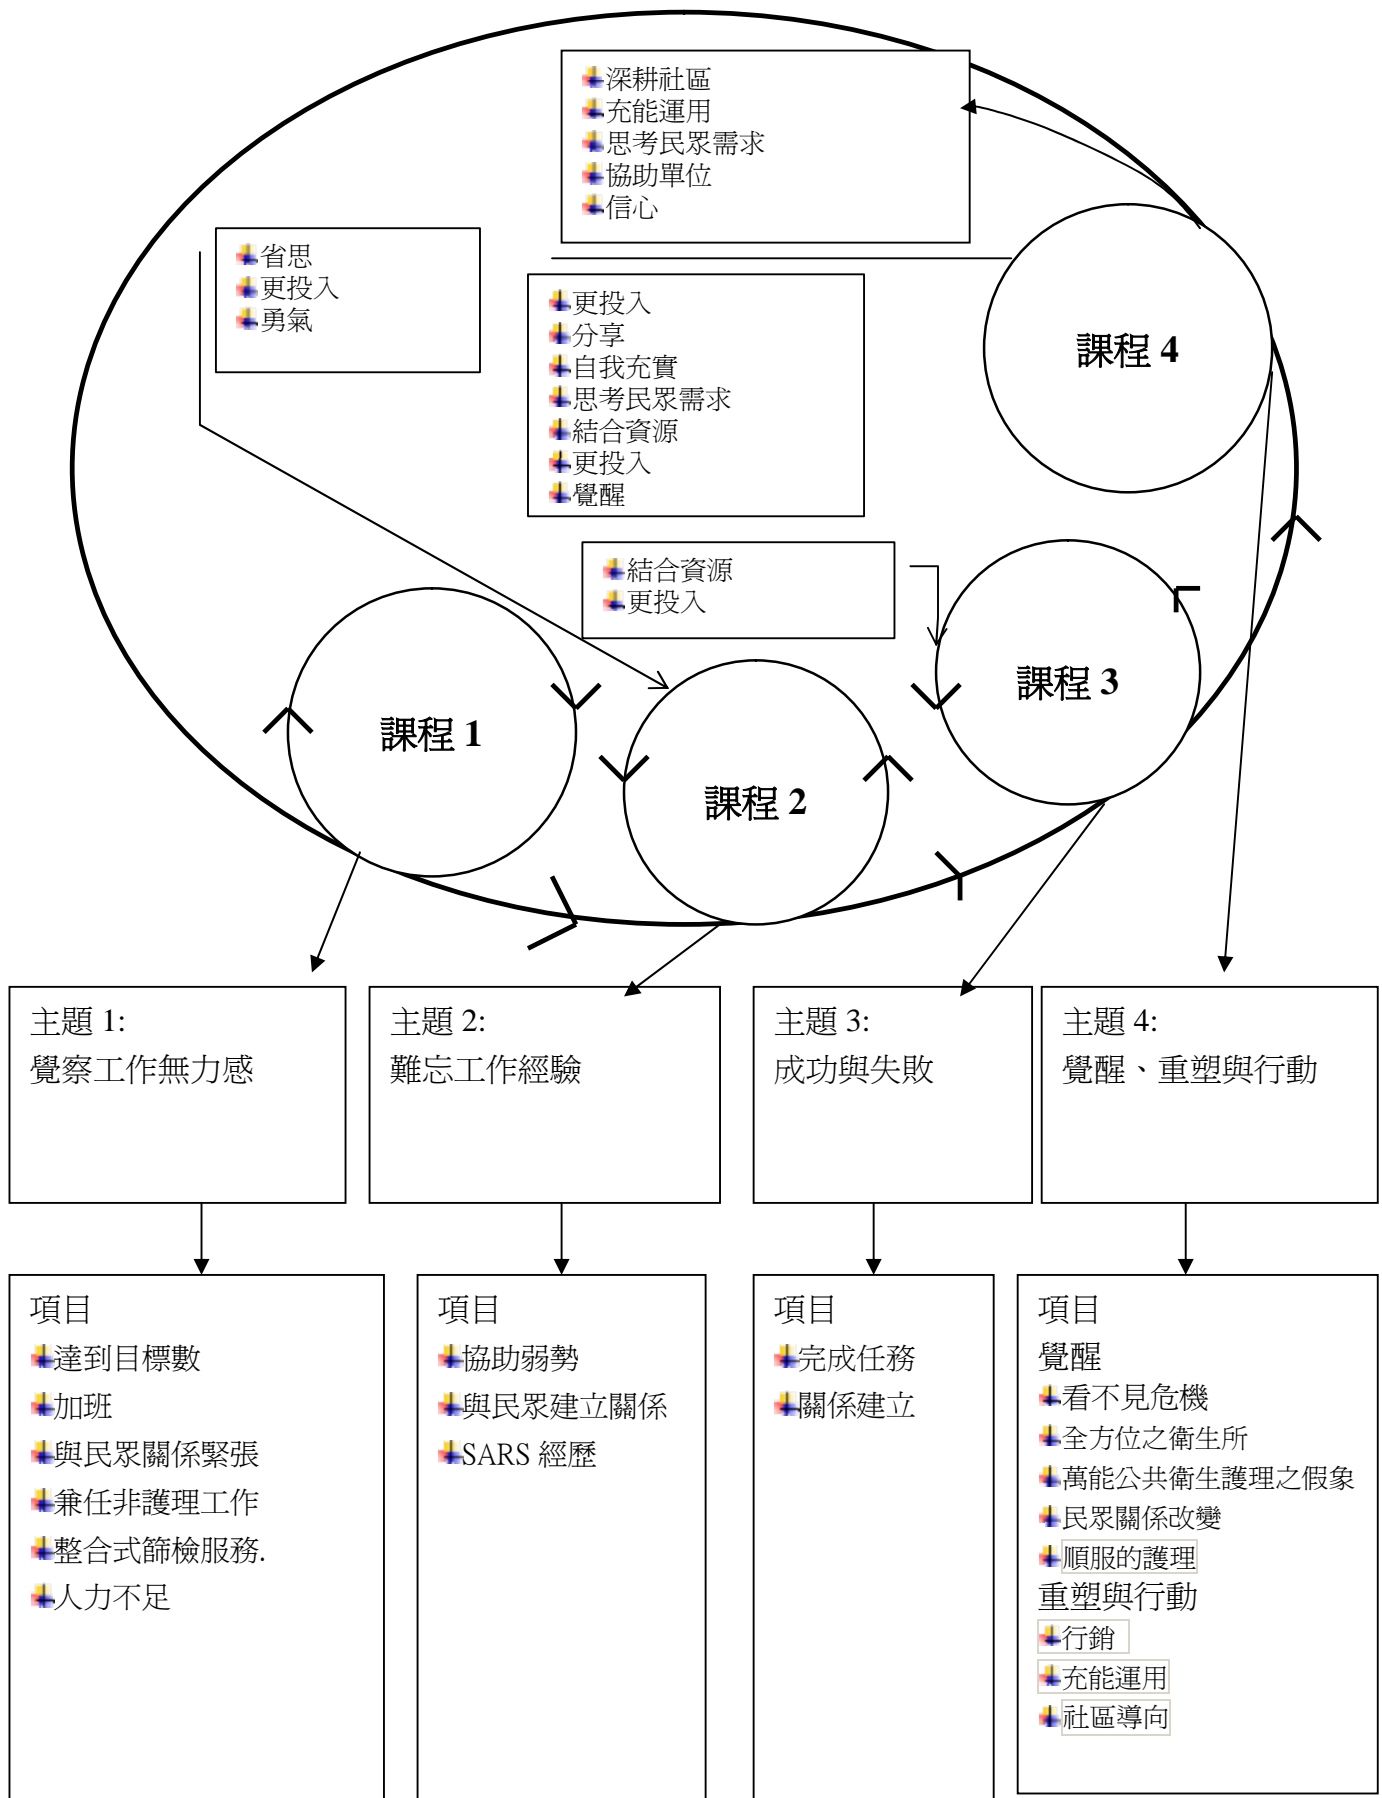 深耕社區
充能運用
思考民眾需求
協助單位
信心
省思
更投入
勇氣
更投入
分享
自我充實
思考民眾需求
結合資源
更投入
覺醒
課程 4
結合資源
更投入
課程 3
課程 1
課程 2
主題 1:
覺察工作無力感
主題 2:
難忘工作經驗
主題 3:
成功與失敗
主題 4:
覺醒、重塑與行動
項目
達到目標數
加班
與民眾關係緊張
兼任非護理工作
整合式篩檢服務.
人力不足
項目
協助弱勢
與民眾建立關係
SARS 經歷
項目
完成任務
關係建立
項目
覺醒
看不見危機
全方位之衛生所
萬能公共衛生護理之假象
民眾關係改變
順服的護理
重塑與行動
行銷
充能運用
社區導向